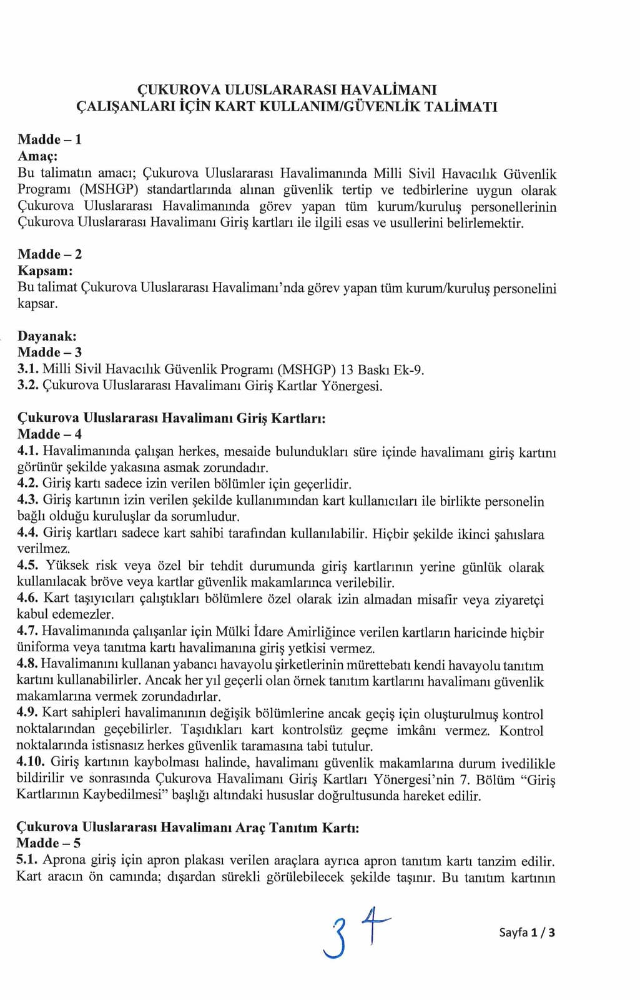 ÇUKUROVA ULUSLARARASI HAVALİMANI
ÇALIŞANLARI İÇİN KART KULLANIM/GÜVENLİK TALİMATI
Madde – 1
Amaç:
Bu talimatın amacı; Çukurova Uluslararası Havalimanında Milli Sivil Havacılık Güvenlik
Programı (MSHGP) standartlarında alınan güvenlik tertip ve tedbirlerine uygun olarak
Çukurova Uluslararası Havalimanında görev yapan tüm kurum/kuruluş personellerinin
Çukurova Uluslararası Havalimanı Giriş kartları ile ilgili esas ve usullerini belirlemektir.
Madde – 2
Kapsam:
Bu talimat Çukurova Uluslararası Havalimanı’nda görev yapan tüm kurum/kuruluş personelini
kapsar.
Dayanak:
Madde – 3
3.1. Milli Sivil Havacılık Güvenlik Programı (MSHGP) 13 Baskı Ek-9.
3.2. Çukurova Uluslararası Havalimanı Giriş Kartlar Yönergesi.
Çukurova Uluslararası Havalimanı Giriş Kartları:
Madde – 4
4.1. Havalimanında çalışan herkes, mesaide bulundukları süre içinde havalimanı giriş kartını
görünür şekilde yakasına asmak zorundadır.
4.2. Giriş kartı sadece izin verilen bölümler için geçerlidir.
4.3. Giriş kartının izin verilen şekilde kullanımından kart kullanıcıları ile birlikte personelin
bağlı olduğu kuruluşlar da sorumludur.
4.4. Giriş kartları sadece kart sahibi tarafından kullanılabilir. Hiçbir şekilde ikinci şahıslara
verilmez.
4.5. Yüksek risk veya özel bir tehdit durumunda giriş kartlarının yerine günlük olarak
kullanılacak bröve veya kartlar güvenlik makamlarınca verilebilir.
4.6. Kart taşıyıcıları çalıştıkları bölümlere özel olarak izin almadan misafir veya ziyaretçi
kabul edemezler.
4.7. Havalimanında çalışanlar için Mülki İdare Amirliğince verilen kartların haricinde hiçbir
üniforma veya tanıtma kartı havalimanına giriş yetkisi vermez.
4.8. Havalimanını kullanan yabancı havayolu şirketlerinin mürettebatı kendi havayolu tanıtım
kartını kullanabilirler. Ancak her yıl geçerli olan örnek tanıtım kartlarını havalimanı güvenlik
makamlarına vermek zorundadırlar.
4.9. Kart sahipleri havalimanının değişik bölümlerine ancak geçiş için oluşturulmuş kontrol
noktalarından geçebilirler. Taşıdıkları kart kontrolsüz geçme imkânı vermez. Kontrol
noktalarında istisnasız herkes güvenlik taramasına tabi tutulur.
4.10. Giriş kartının kaybolması halinde, havalimanı güvenlik makamlarına durum ivedilikle
bildirilir ve sonrasında Çukurova Havalimanı Giriş Kartları Yönergesi’nin 7. Bölüm “Giriş
Kartlarının Kaybedilmesi” başlığı altındaki hususlar doğrultusunda hareket edilir.
Çukurova Uluslararası Havalimanı Araç Tanıtım Kartı:
Madde – 5
5.1. Aprona giriş için apron plakası verilen araçlara ayrıca apron tanıtım kartı tanzim edilir.
Kart aracın ön camında; dışardan sürekli görülebilecek şekilde taşınır. Bu tanıtım kartının
Sayfa 1 / 3